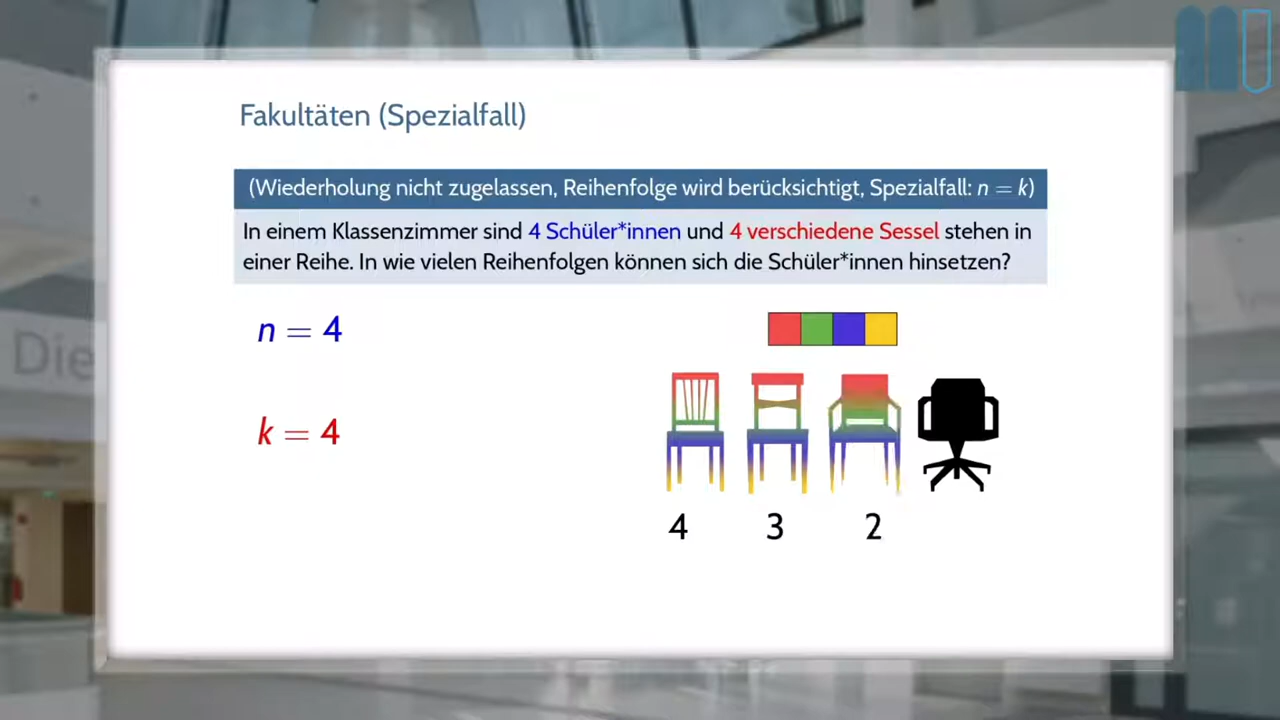 Fakultäten (Spezialfall)
(Wiederholung nicht zugelassen, Reihenfolge wird berücksichtigt, Spezialfall: n = k)
In einem Klassenzimmer sind 4 Schüler*innen und 4 verschiedene Sessel stehen in
einer Reihe. In wie vielen Reihenfolgen können sich die Schüler*innen hinsetzen?
n = 4
k = 4
4 3 2
Die